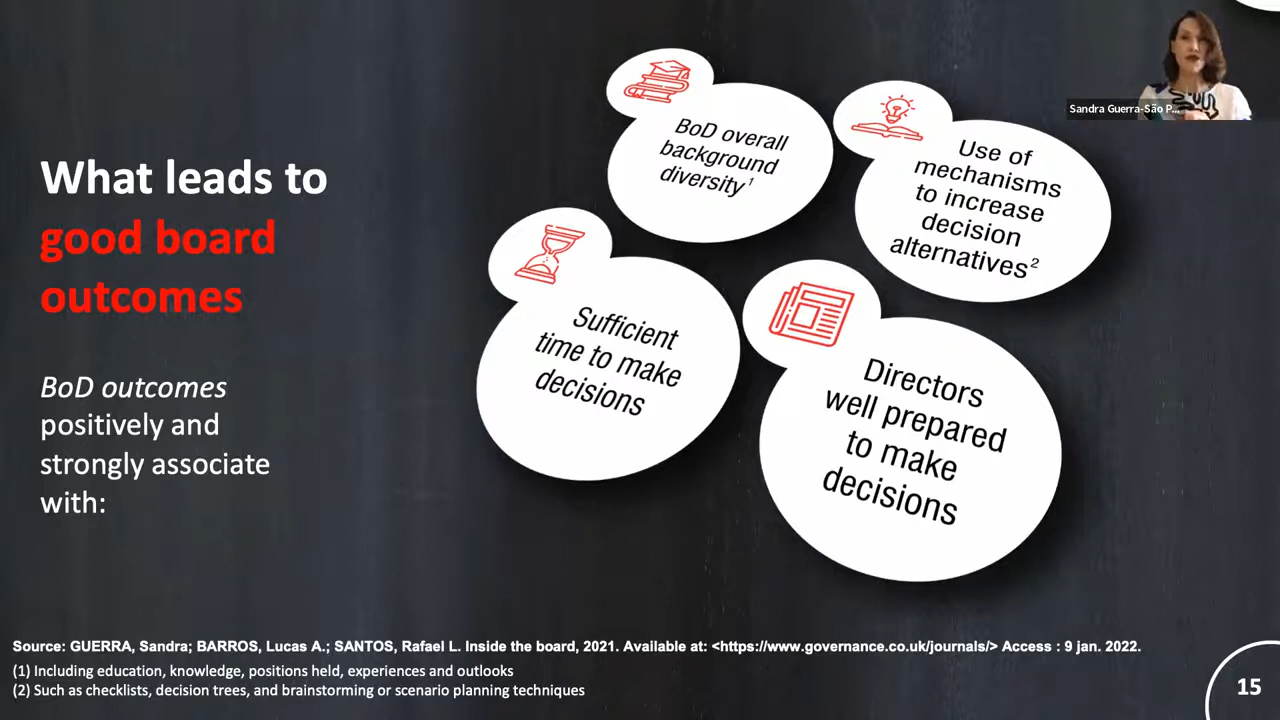 What leads to
good board
outcomes
BoD outcomes
positively and
strongly associate
with:
BoD overall
background
diversity¹
Use of
mechanisms
to increase
decision
alternatives²
Sufficient
time to make
decisions
Directors
well prepared
to make
decisions
Sandra Guerra-São P...
Source: GUERRA, Sandra; BARROS, Lucas A.; SANTOS, Rafael L. Inside the board, 2021. Available at: <https://www.governance.co.uk/journals/> Access : 9 jan. 2022.
(1) Including education, knowledge, positions held, experiences and outlooks
(2) Such as checklists, decision trees, and brainstorming or scenario planning techniques
15